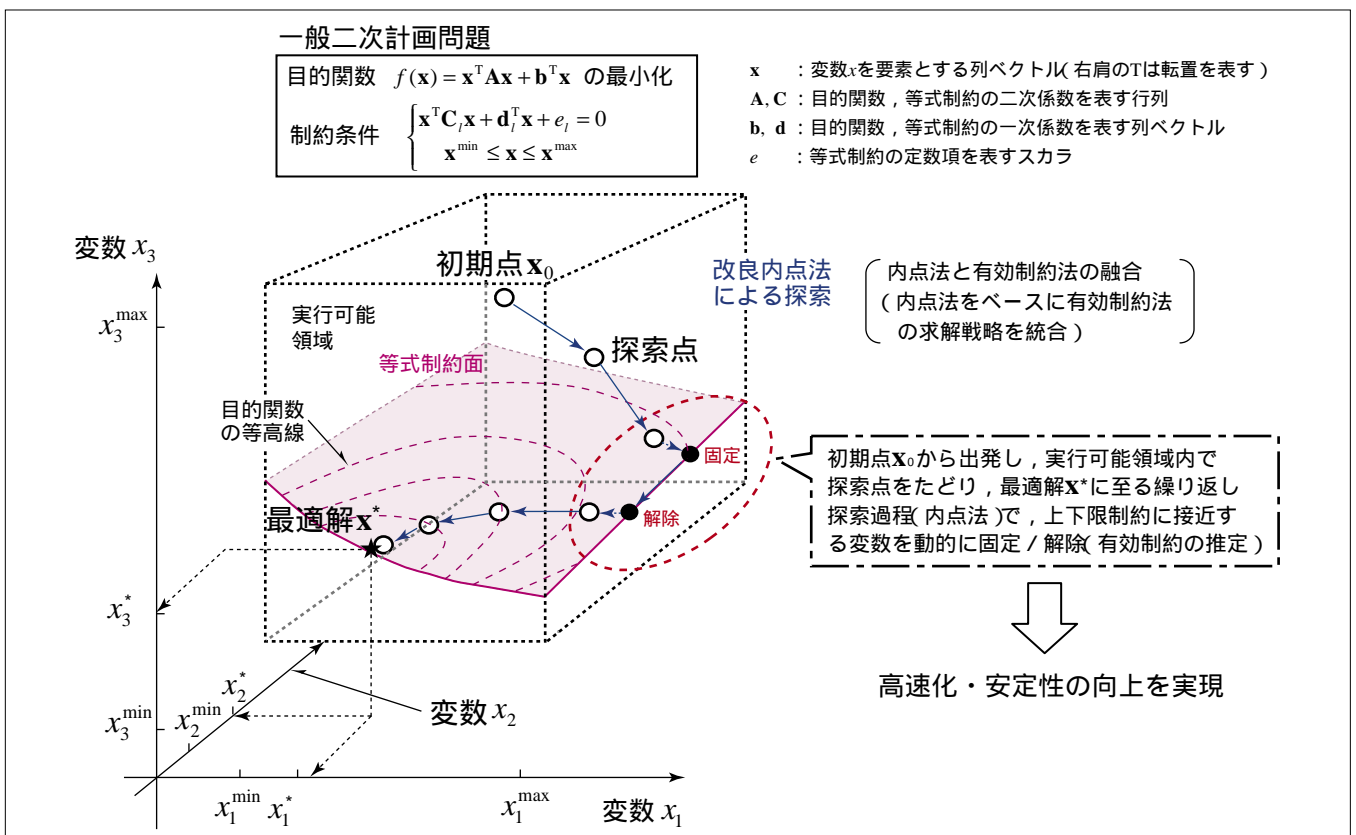 一般二次計画問題
目的関数 f(x) = xᵀAx + bᵀx の最小化
制約条件 { xᵀCₗx + dₗᵀx + eₗ = 0
x^min ≤ x ≤ x^max
x ：変数xを要素とする列ベクトル(右肩のTは転置を表す)
A, C ：目的関数，等式制約の二次係数を表す行列
b, d ：目的関数，等式制約の一次係数を表す列ベクトル
e ：等式制約の定数項を表すスカラ
変数 x₃
初期点x₀
改良内点法
による探索
内点法と有効制約法の融合
(内点法をベースに有効制約法
の求解戦略を統合)
x₃^max
実行可能
領域
探索点
等式制約面
目的関数
の等高線
固定
解除
初期点x₀から出発し，実行可能領域内で
探索点をたどり，最適解x*に至る繰り返し
探索過程(内点法)で，上下限制約に接近す
る変数を動的に固定/解除(有効制約の推定)
最適解x*
x₃*
高速化・安定性の向上を実現
x₂*
x₂^min
x₃^min
変数 x₂
x₁^min x₁* x₁^max
変数 x₁